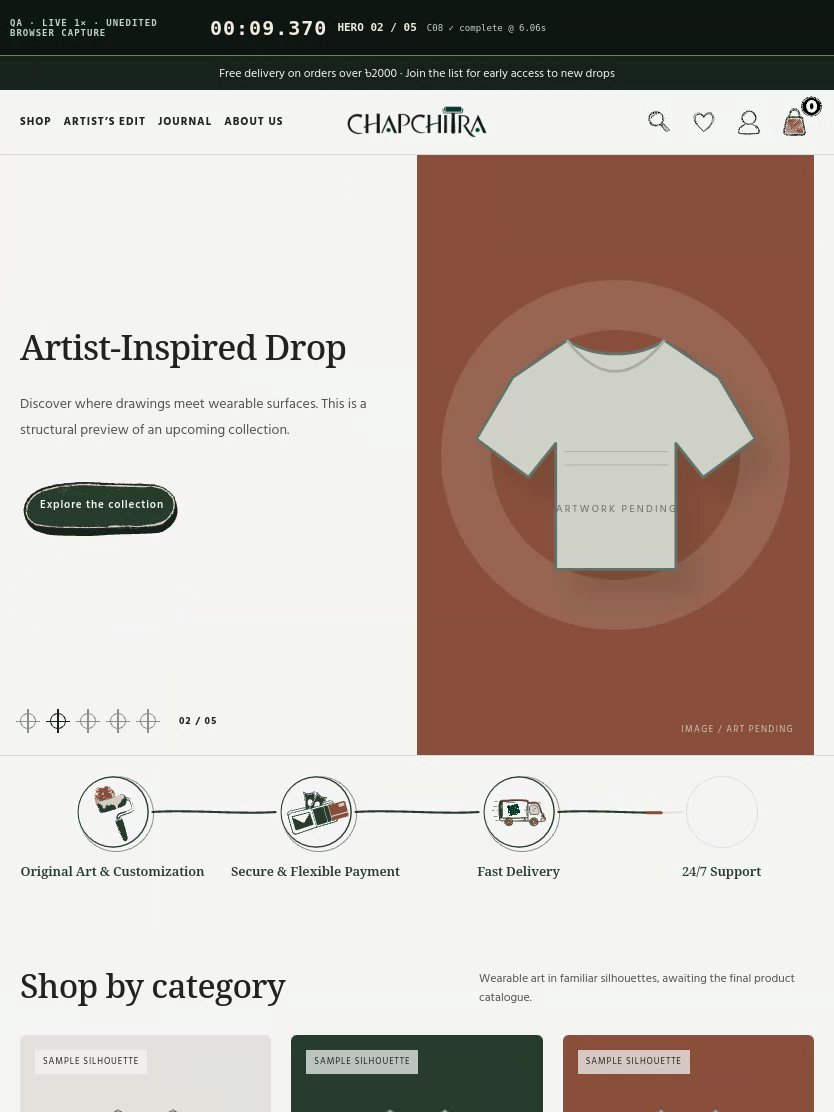 QA · LIVE 1× · UNEDITED
BROWSER CAPTURE
00:09.370 HERO 02 / 05 C08 ✓ complete @ 6.06s
Free delivery on orders over ৳2000 · Join the list for early access to new drops
SHOP ARTIST’S EDIT JOURNAL ABOUT US
CHAPCHITRA
0
Artist-Inspired Drop
Discover where drawings meet wearable surfaces. This is a
structural preview of an upcoming collection.
Explore the collection
ARTWORK PENDING
02 / 05
IMAGE / ART PENDING
Original Art & Customization
Secure & Flexible Payment
Fast Delivery
24/7 Support
Shop by category
Wearable art in familiar silhouettes, awaiting the final product
catalogue.
SAMPLE SILHOUETTE
SAMPLE SILHOUETTE
SAMPLE SILHOUETTE